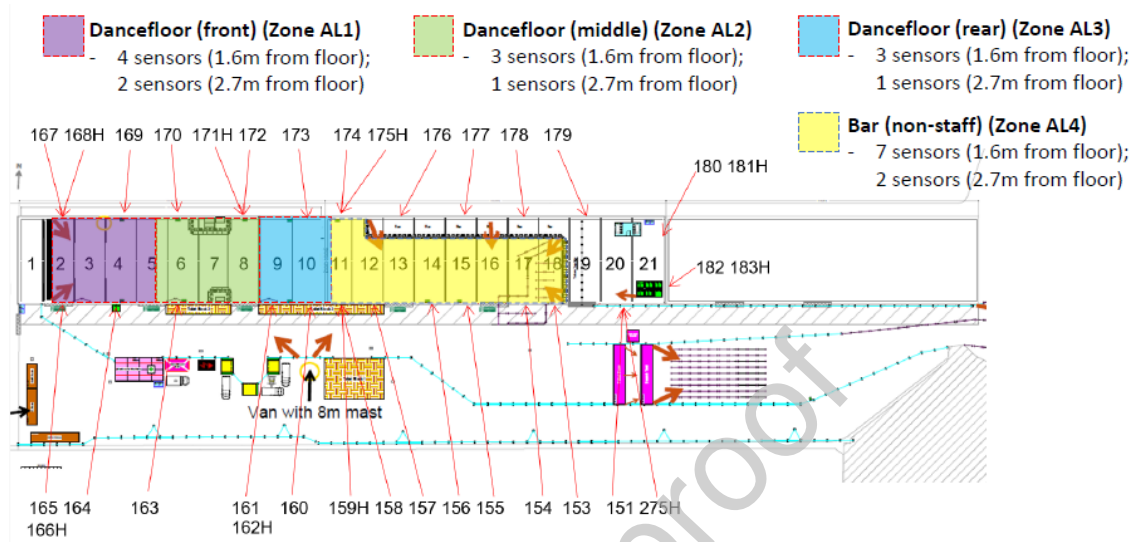 Dancefloor (front) (Zone AL1)
- 4 sensors (1.6m from floor);
2 sensors (2.7m from floor)
Dancefloor (middle) (Zone AL2)
- 3 sensors (1.6m from floor);
1 sensors (2.7m from floor)
Dancefloor (rear) (Zone AL3)
- 3 sensors (1.6m from floor);
1 sensors (2.7m from floor)
Bar (non-staff) (Zone AL4)
- 7 sensors (1.6m from floor);
2 sensors (2.7m from floor)
167 168H 169 170 171H 172 173 174 175H 176 177 178 179
180 181H
1 2 3 4 5 6 7 8 9 10 11 12 13 14 15 16 17 18 19 20 21
182 183H
Van with 8m mast
165 164 163 161 160 159H 158 157 156 155 154 153 151 275H
166H 162H
proof